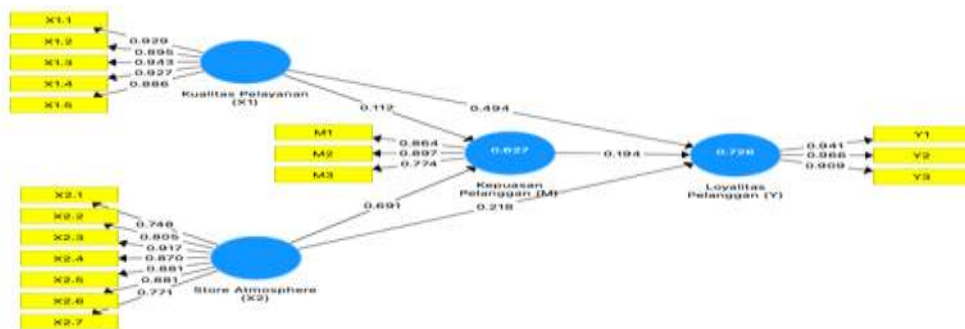 X1.1
X1.2
X1.3
X1.4
X1.5
0.929
0.895
0.943
0.927
0.886
Kualitas Pelayanan
(X1)
0.112
0.494
M1
M2
M3
0.864
0.897
0.774
0.627
Kepuasan
Pelanggan (M)
0.194
0.726
Loyalitas
Pelanggan (Y)
0.941
0.966
0.909
Y1
Y2
Y3
0.691
0.218
X2.1
X2.2
X2.3
X2.4
X2.5
X2.6
X2.7
0.748
0.805
0.917
0.870
0.881
0.881
0.771
Store Atmosphere
(X2)